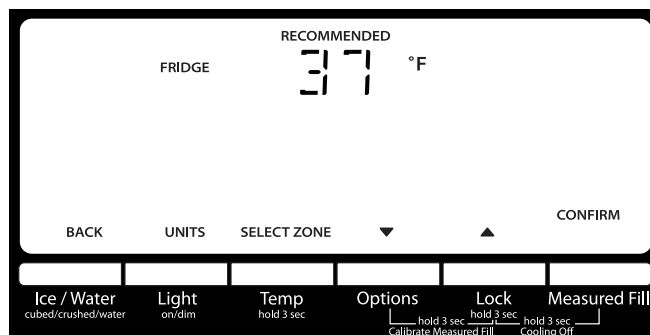 RECOMMENDED
FRIDGE 37 °F
CONFIRM
BACK UNITS SELECT ZONE ▼ ▲
Ice / Water Light Temp Options Lock Measured Fill
cubed/crushed/water on/dim hold 3 sec hold 3 sec
hold 3 sec hold 3 sec
Calibrate Measured Fill Cooling Off